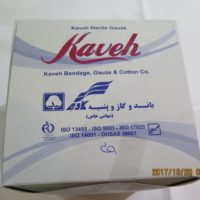 Kaveh Sterile Gauze
Kaveh
Kaveh Bandage, Gauze & Cotton Co.
باند و گاز و پنبه
(سهامی خاص)
ISO 13485 - ISO 9001 - ISO 17025
ISO 14001 - OHSAS 18001
2017/10/26